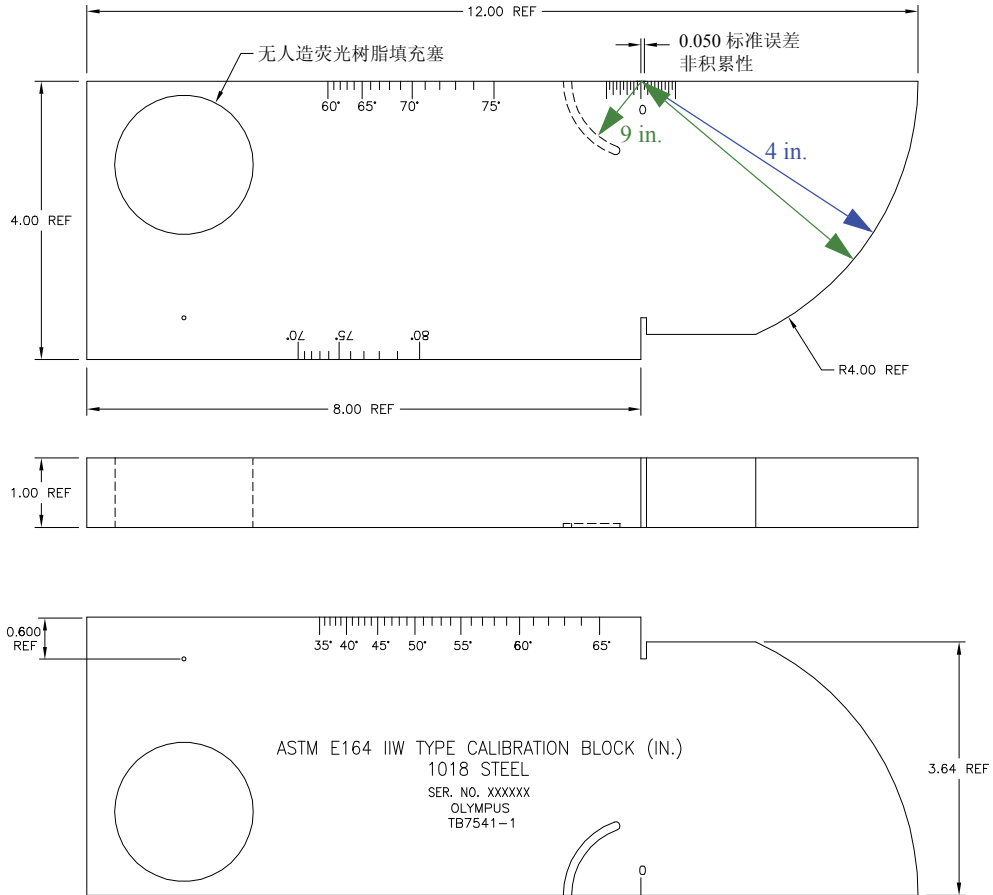 12.00 REF
无人造荧光树脂填充塞
0.050 标准误差
非积累性
60° 65° 70° 75°
0
9 in.
4 in.
4.00 REF
70° 75° 80°
R4.00 REF
8.00 REF
1.00 REF
0.600
REF
35° 40° 45° 50° 55° 60° 65°
ASTM E164 IIW TYPE CALIBRATION BLOCK (IN.)
1018 STEEL
SER. NO. XXXXXX
OLYMPUS
TB7541-1
3.64 REF
0